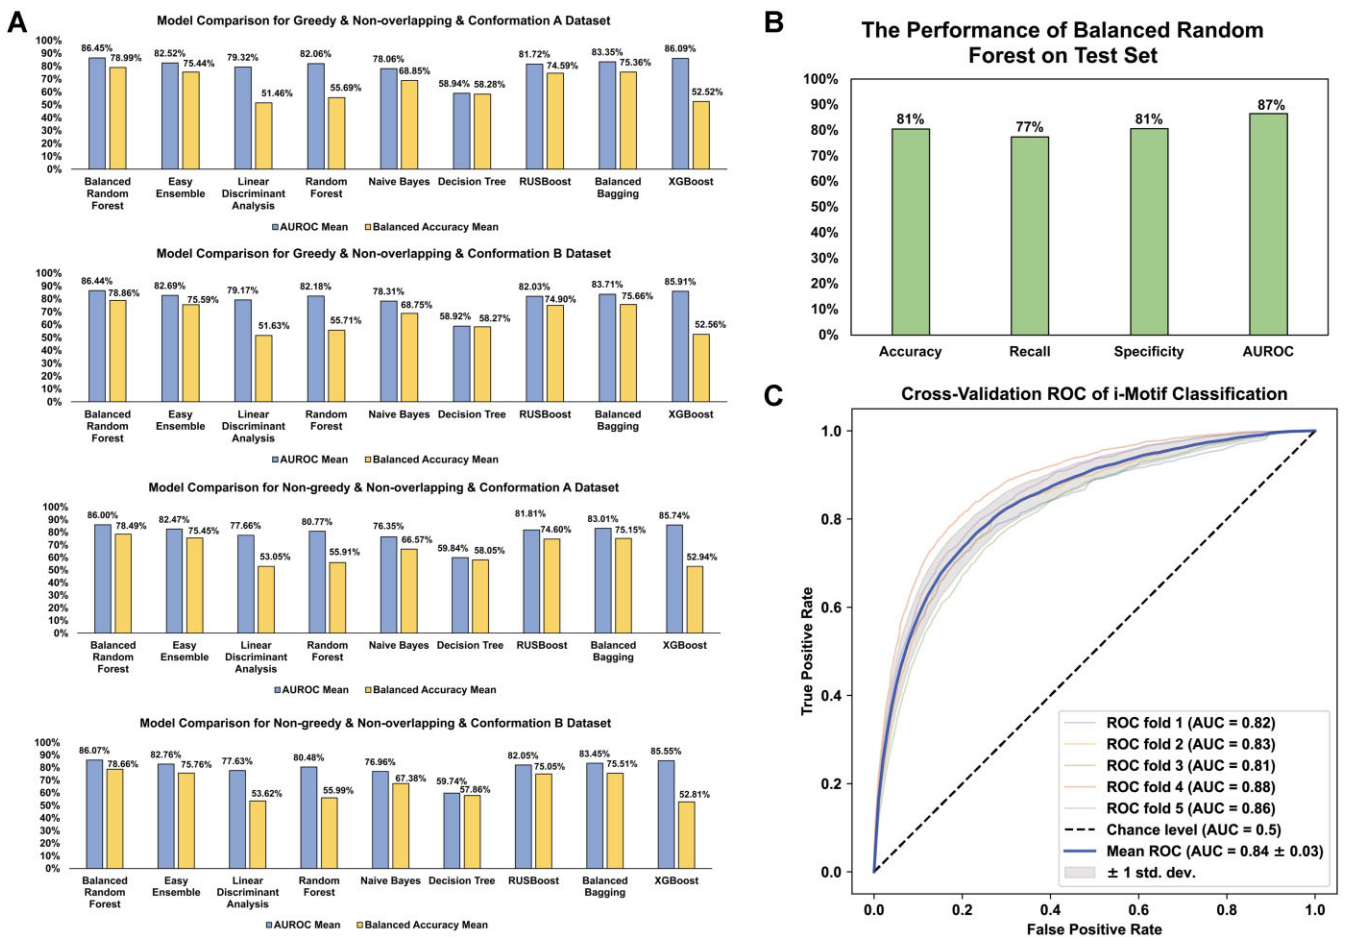 A
Model Comparison for Greedy & Non-overlapping & Conformation A Dataset
100%
90%
80%
70%
60%
50%
40%
30%
20%
10%
0%
86.45% 78.99% 82.52% 75.44% 79.32% 51.46% 82.06% 55.69% 78.06% 68.85% 58.94% 58.28% 81.72% 74.59% 83.35% 75.36% 86.09% 52.52%
Balanced Random Forest
Easy Ensemble
Linear Discriminant Analysis
Random Forest
Naive Bayes
Decision Tree
RUSBoost
Balanced Bagging
XGBoost
AUROC Mean Balanced Accuracy Mean
Model Comparison for Greedy & Non-overlapping & Conformation B Dataset
100%
90%
80%
70%
60%
50%
40%
30%
20%
10%
0%
86.44% 78.86% 82.69% 75.59% 79.17% 51.63% 82.18% 55.71% 78.31% 68.75% 58.92% 58.27% 82.03% 74.90% 83.71% 75.66% 85.91% 52.56%
Balanced Random Forest
Easy Ensemble
Linear Discriminant Analysis
Random Forest
Naive Bayes
Decision Tree
RUSBoost
Balanced Bagging
XGBoost
AUROC Mean Balanced Accuracy Mean
Model Comparison for Non-greedy & Non-overlapping & Conformation A Dataset
100%
90%
80%
70%
60%
50%
40%
30%
20%
10%
0%
86.00% 78.49% 82.47% 75.45% 77.66% 53.05% 80.77% 55.91% 76.35% 66.57% 59.84% 58.05% 81.81% 74.60% 83.01% 75.15% 85.74% 52.94%
Balanced Random Forest
Easy Ensemble
Linear Discriminant Analysis
Random Forest
Naive Bayes
Decision Tree
RUSBoost
Balanced Bagging
XGBoost
AUROC Mean Balanced Accuracy Mean
Model Comparison for Non-greedy & Non-overlapping & Conformation B Dataset
100%
90%
80%
70%
60%
50%
40%
30%
20%
10%
0%
86.07% 78.66% 82.76% 75.76% 77.63% 53.62% 80.48% 55.99% 76.96% 67.38% 59.74% 57.86% 82.05% 75.05% 83.45% 75.51% 85.55% 52.81%
Balanced Random Forest
Easy Ensemble
Linear Discriminant Analysis
Random Forest
Naive Bayes
Decision Tree
RUSBoost
Balanced Bagging
XGBoost
AUROC Mean Balanced Accuracy Mean
B
The Performance of Balanced Random
Forest on Test Set
100%
90%
80%
70%
60%
50%
40%
30%
20%
10%
0%
81% 77% 81% 87%
Accuracy Recall Specificity AUROC
C
Cross-Validation ROC of i-Motif Classification
True Positive Rate
1.0
0.8
0.6
0.4
0.2
0.0
ROC fold 1 (AUC = 0.82)
ROC fold 2 (AUC = 0.83)
ROC fold 3 (AUC = 0.81)
ROC fold 4 (AUC = 0.88)
ROC fold 5 (AUC = 0.86)
Chance level (AUC = 0.5)
Mean ROC (AUC = 0.84 ± 0.03)
± 1 std. dev.
0.0 0.2 0.4 0.6 0.8 1.0
False Positive Rate